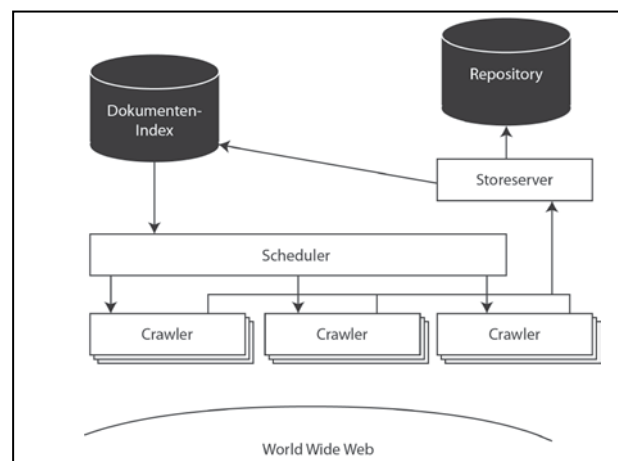 Repository
Dokumenten-
Index
Storeserver
Scheduler
Crawler
Crawler
Crawler
World Wide Web